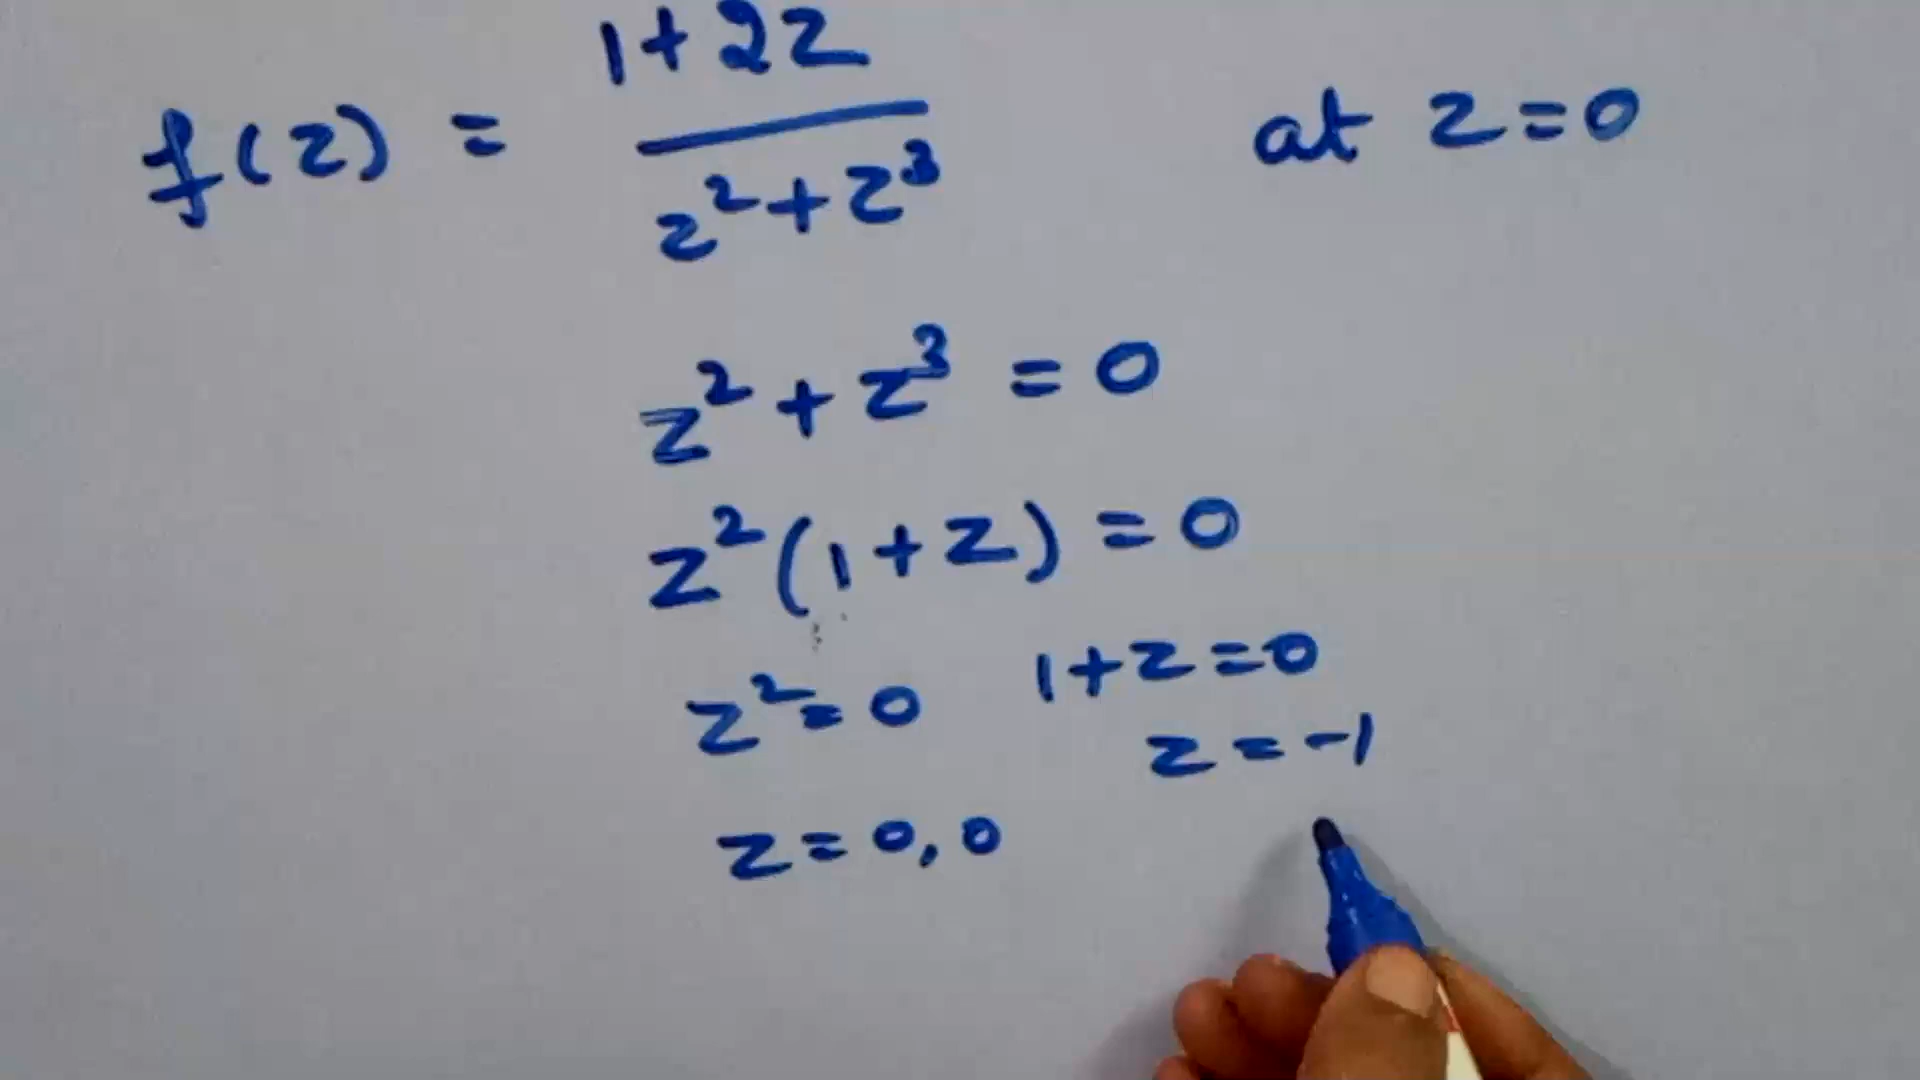 f(z) = 1+2z / z²+z³ at z=0
z² + z³ = 0
z²(1+z) = 0
z²=0 1+z=0
z = -1
z = 0, 0